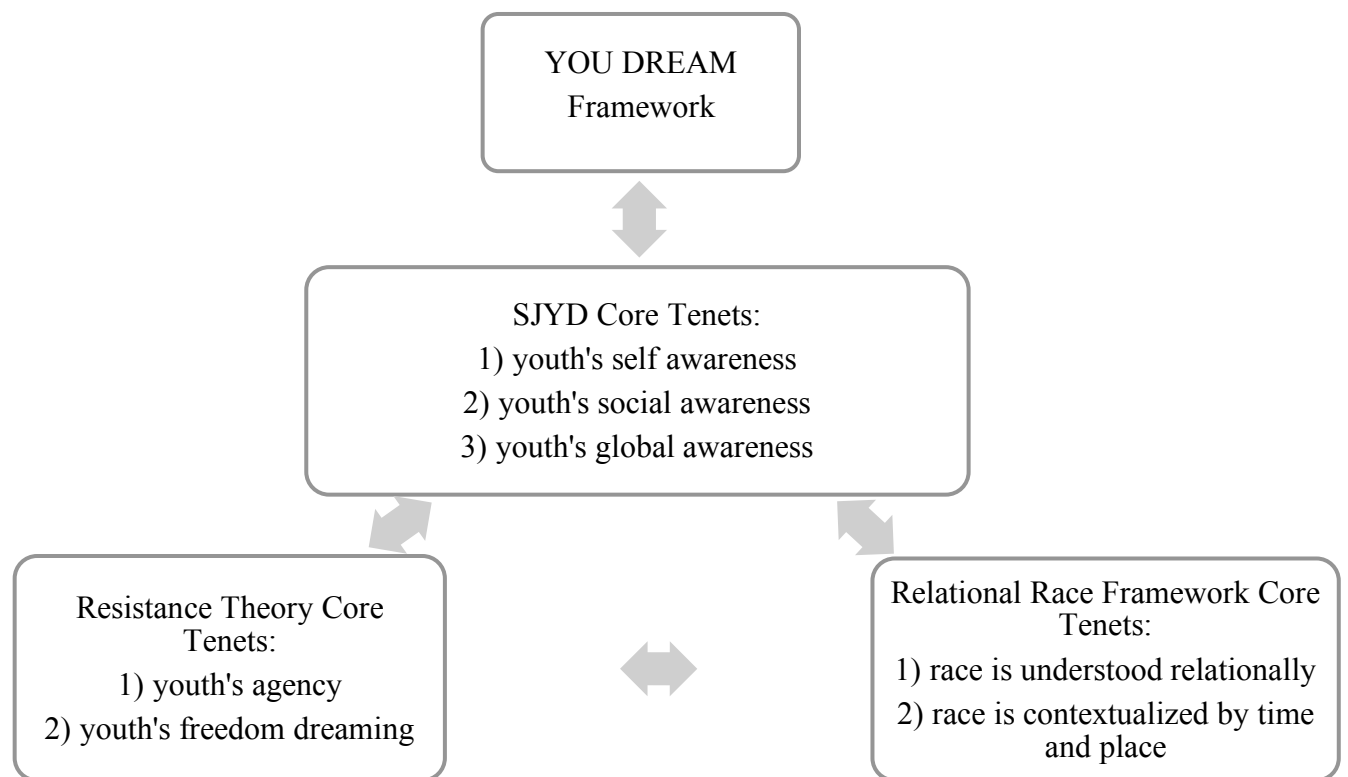 YOU DREAM
Framework
SJYD Core Tenets:
1) youth's self awareness
2) youth's social awareness
3) youth's global awareness
Resistance Theory Core
Tenets:
1) youth's agency
2) youth's freedom dreaming
Relational Race Framework Core
Tenets:
1) race is understood relationally
2) race is contextualized by time
and place